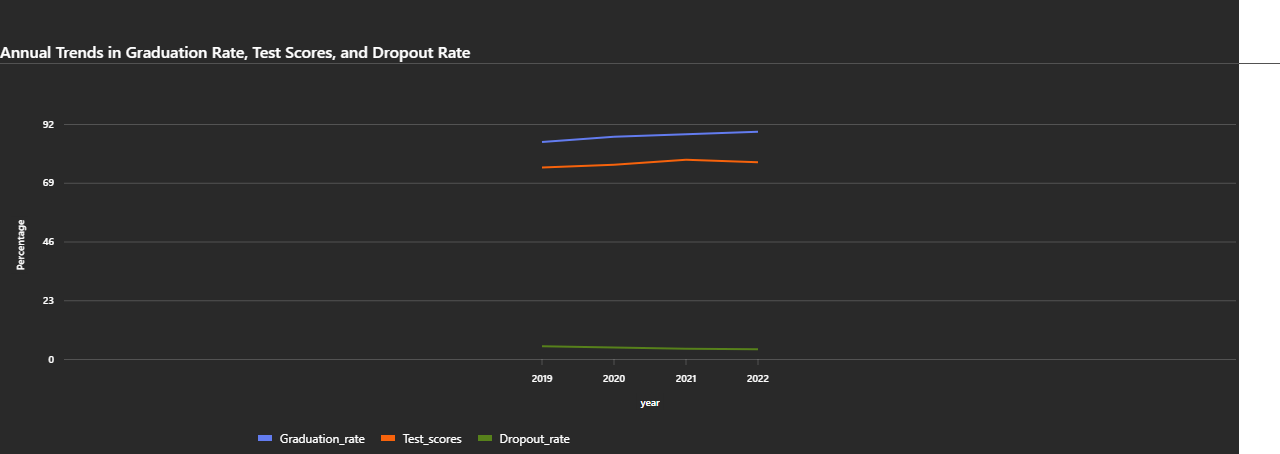 Annual Trends in Graduation Rate, Test Scores, and Dropout Rate
92
69
46
23
0
Percentage
2019 2020 2021 2022
year
Graduation_rate Test_scores Dropout_rate